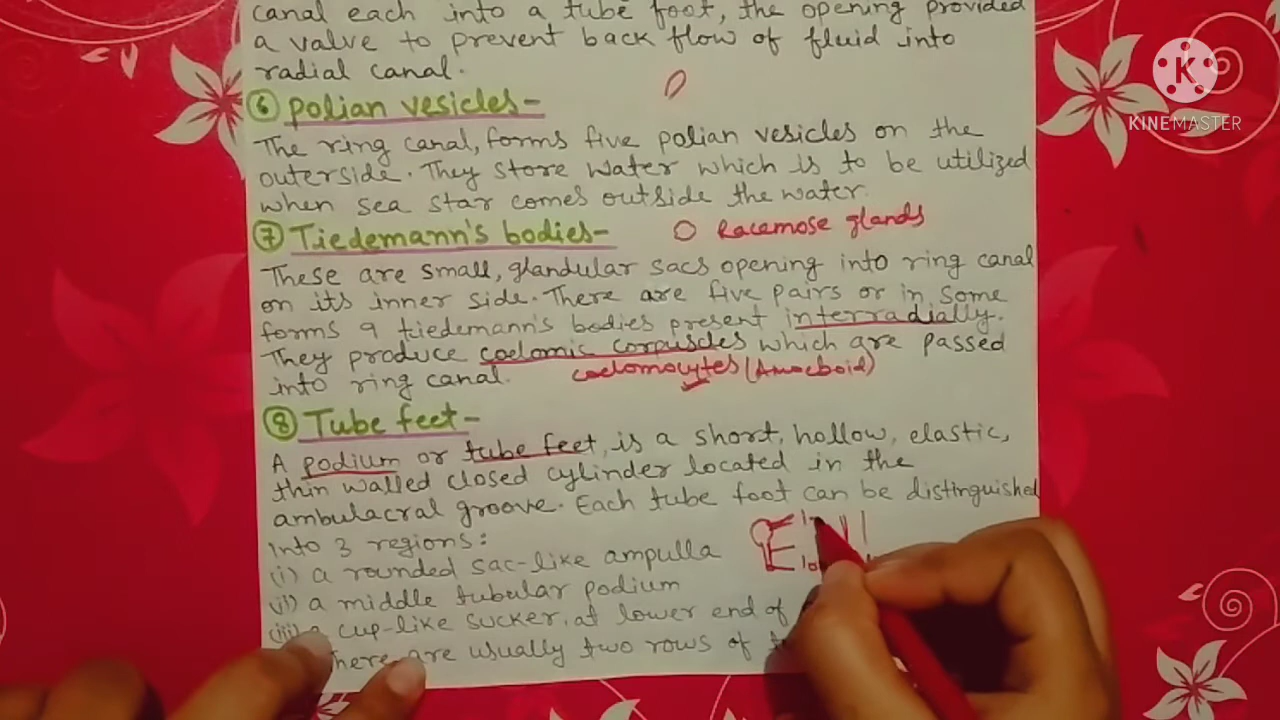 canal each into a tube foot, the opening provided
a valve to prevent back flow of fluid into
radial canal.
⑥ polian vesicles-
The ring canal, forms five polian vesicles on the
outerside. They store water which is to be utilized
when sea star comes outside the water.
⑦ Tiedemann's bodies-
Racemose glands
These are small, glandular sacs opening into ring canal
on its inner side. There are five pairs or in some
forms 9 tiedemann's bodies present interradially.
They produce coelomic corpuscles which are passed
into ring canal.
coelomocytes (Amoeboid)
⑧ Tube feet-
A podium or tube feet, is a short, hollow, elastic,
thin walled closed cylinder located in the
ambulacral groove. Each tube foot can be distinguished
into 3 regions:
(i) a rounded sac-like ampulla
(ii) a middle tubular podium
(iii) a cup-like sucker, at lower end of
There are usually two rows of
K
KINEMASTER